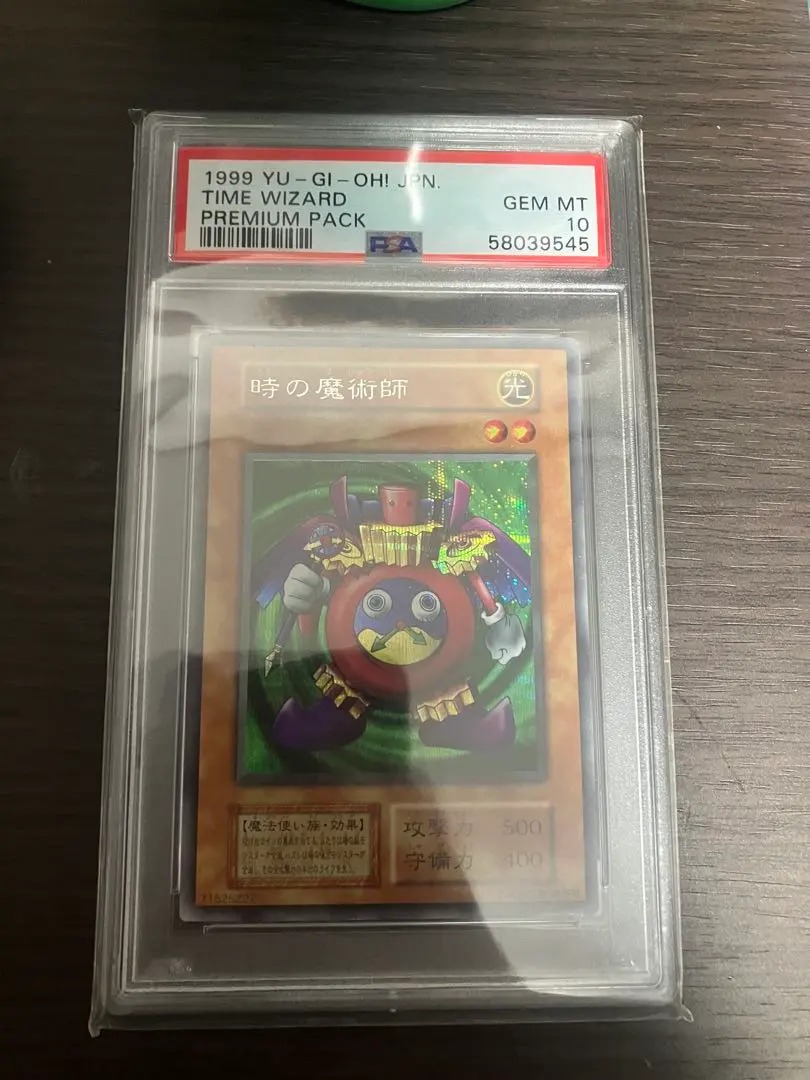 1999 YU-GI-OH! JPN.
TIME WIZARD
GEM MT
PREMIUM PACK
10
PSA
58039545
時の魔術師
光
【魔法使い族・効果】
攻撃力 500
守備力 400